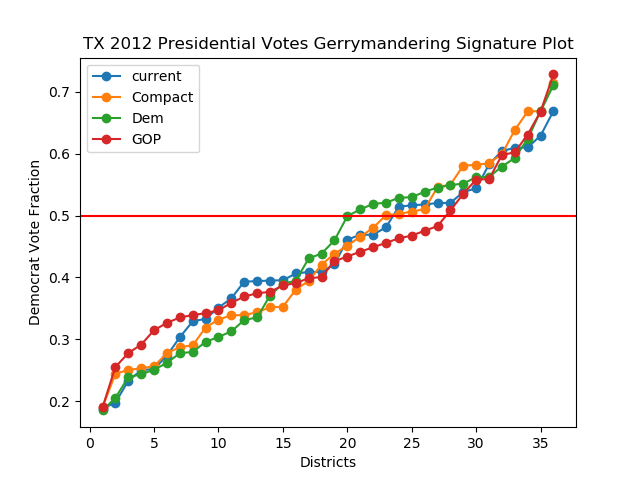 TX 2012 Presidential Votes Gerrymandering Signature Plot
current
Compact
Dem
GOP
Democrat Vote Fraction
0.7
0.6
0.5
0.4
0.3
0.2
0 5 10 15 20 25 30 35
Districts